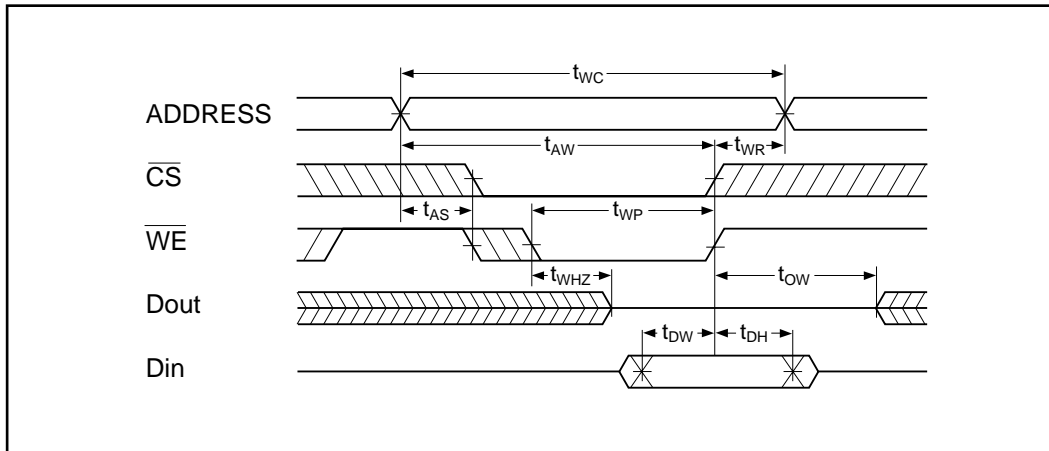 tWC
ADDRESS
tAW
tWR
CS
tAS
tWP
WE
tWHZ
tOW
Dout
tDW
tDH
Din